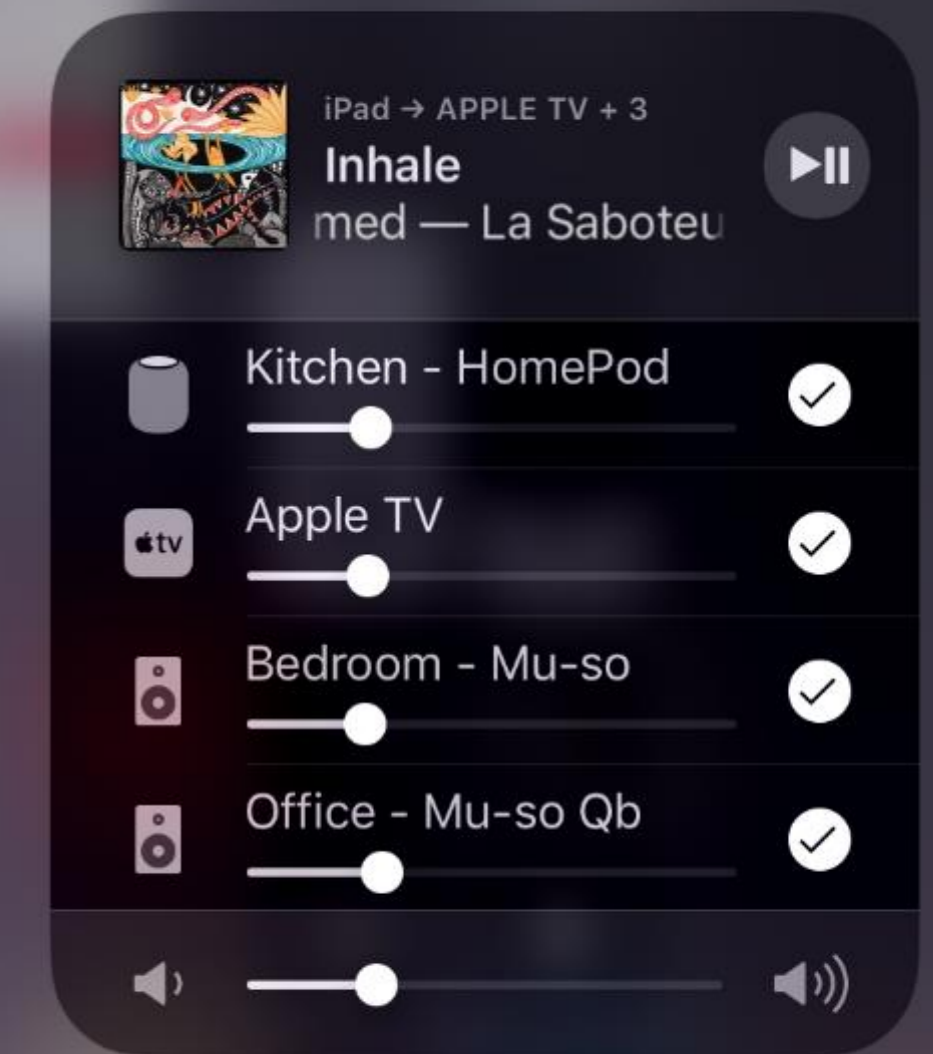 iPad → APPLE TV + 3
Inhale
med — La Saboteu
Kitchen - HomePod
Apple TV
tv
Bedroom - Mu-so
Office - Mu-so Qb